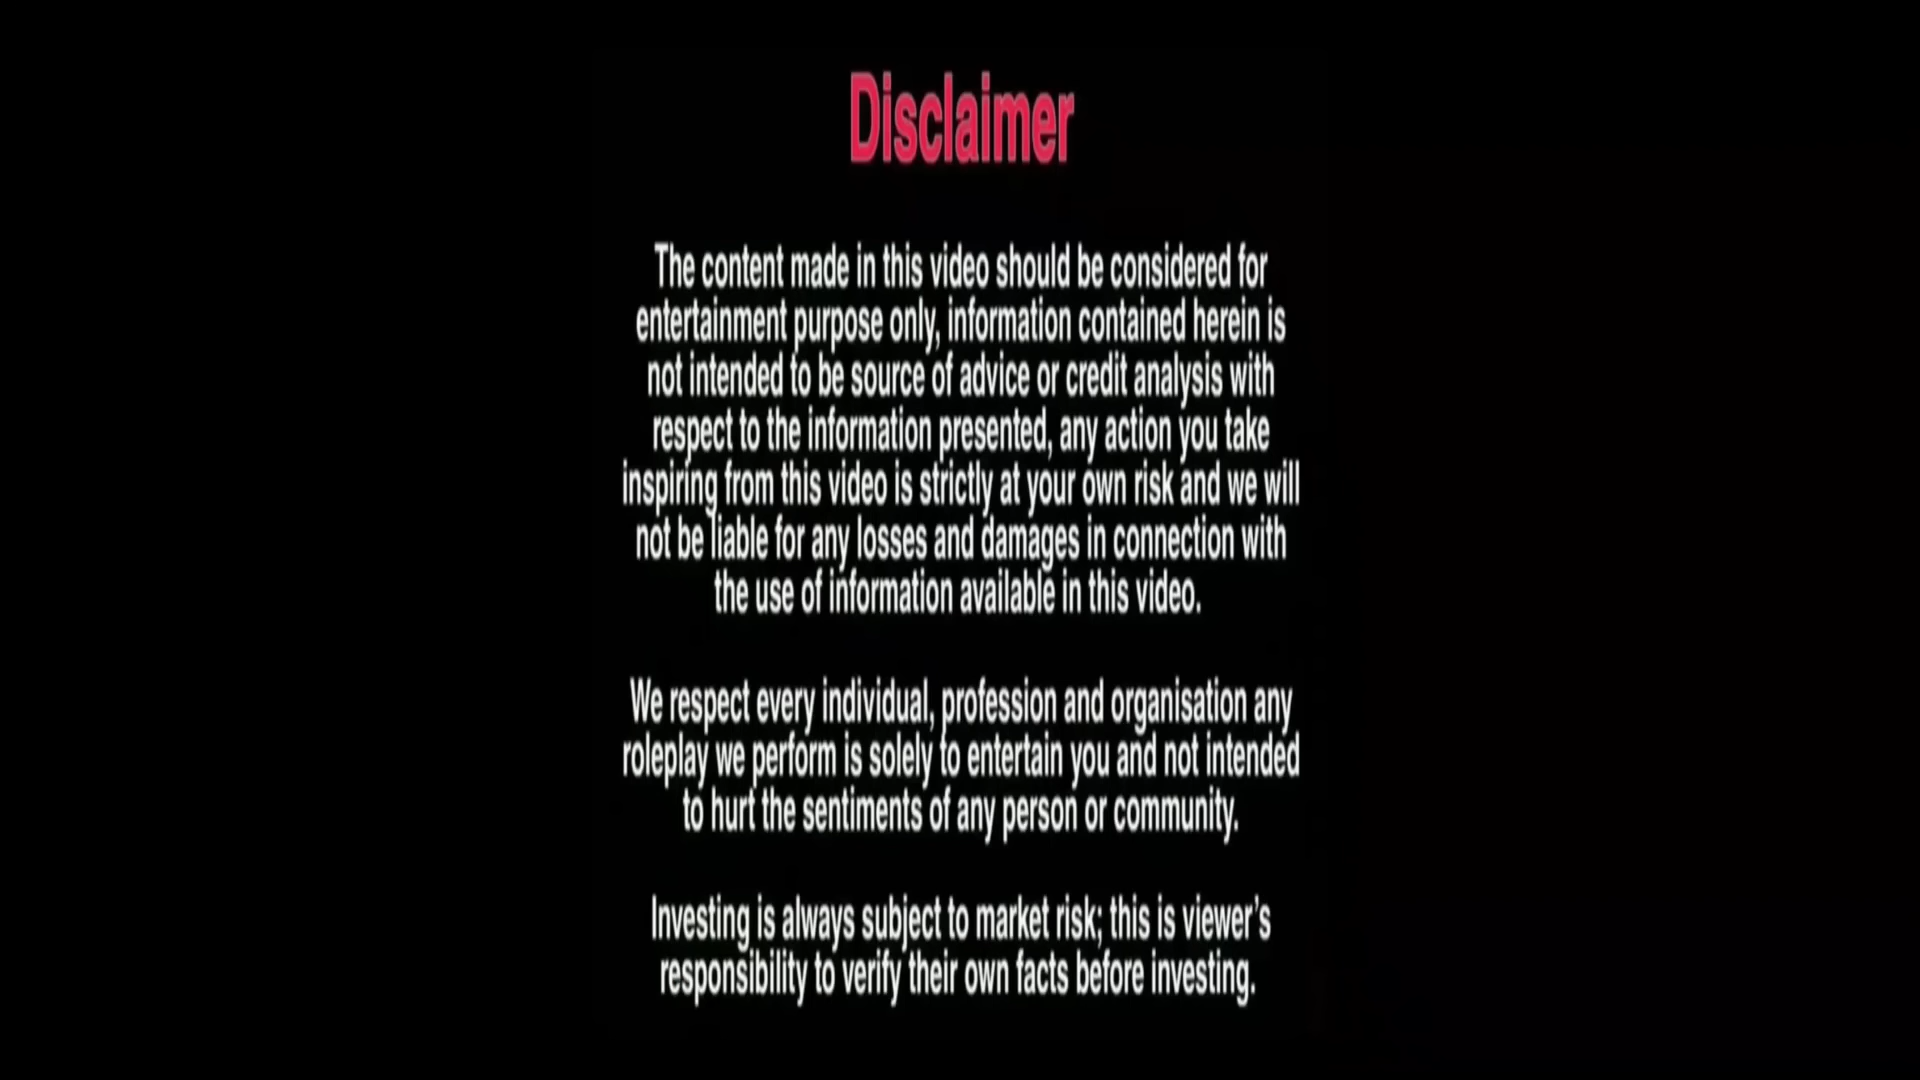 Disclaimer
The content made in this video should be considered for
entertainment purpose only, information contained herein is
not intended to be source of advice or credit analysis with
respect to the information presented, any action you take
inspiring from this video is strictly at your own risk and we will
not be liable for any losses and damages in connection with
the use of information available in this video.
We respect every individual, profession and organisation any
roleplay we perform is solely to entertain you and not intended
to hurt the sentiments of any person or community.
Investing is always subject to market risk; this is viewer’s
responsibility to verify their own facts before investing.